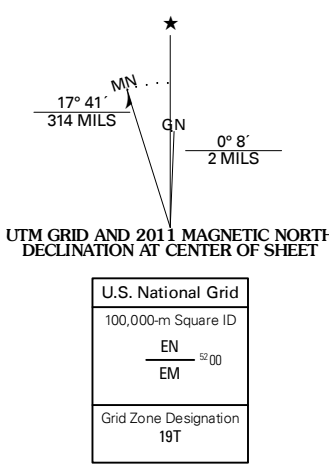 ★
MN
17° 41´
314 MILS
GN
0° 8´
2 MILS
UTM GRID AND 2011 MAGNETIC NORTH
DECLINATION AT CENTER OF SHEET
U.S. National Grid
100,000-m Square ID
EN
5200
EM
Grid Zone Designation
19T